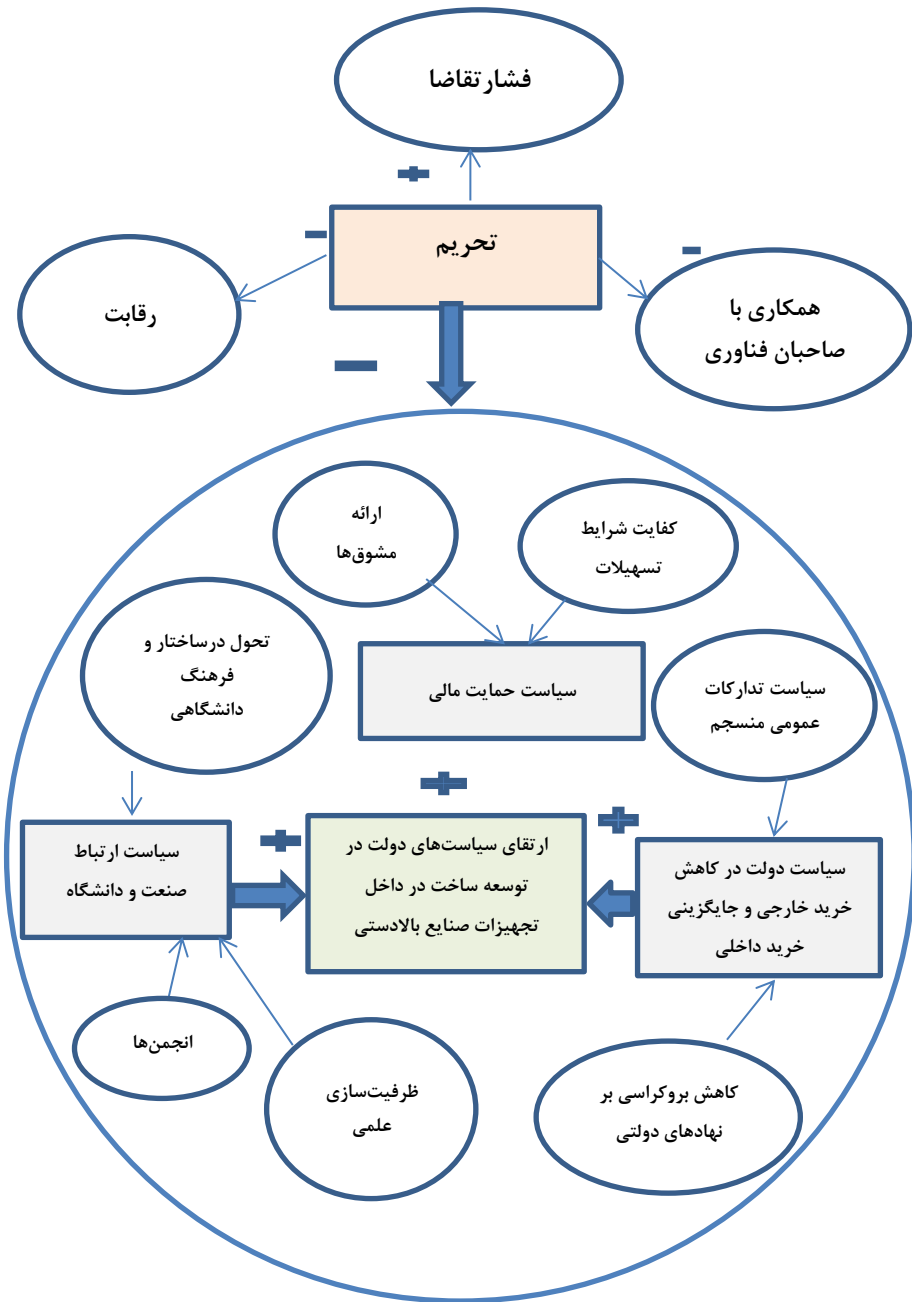 فشار تقاضا
+
-
تحریم
-
رقابت
همکاری با
صاحبان فناوری
-
ارائه
مشوق‌ها
کفایت شرایط
تسهیلات
تحول درساختار و
فرهنگ
دانشگاهی
سیاست حمایت مالی
سیاست تدارکات
عمومی منسجم
+
+
+
سیاست ارتباط
صنعت و دانشگاه
ارتقای سیاست‌های دولت در
توسعه ساخت در داخل
تجهیزات صنایع بالادستی
سیاست دولت در کاهش
خرید خارجی و جایگزینی
خرید داخلی
انجمن‌ها
ظرفیت‌سازی
علمی
کاهش بروکراسی بر
نهادهای دولتی